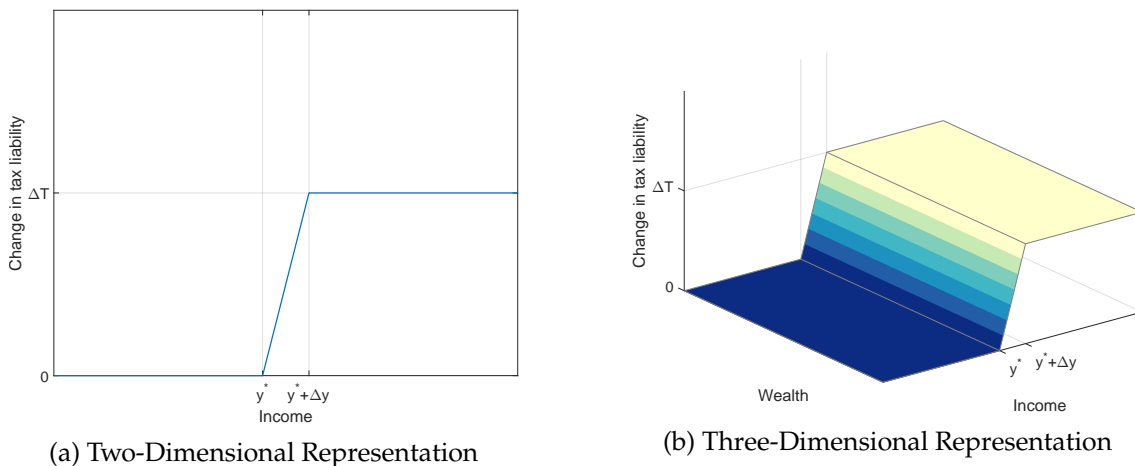 Change in tax liability
ΔT
0
y* y*+Δy
Income
(a) Two-Dimensional Representation
Change in tax liability
ΔT
0
y* y*+Δy
Wealth
Income
(b) Three-Dimensional Representation